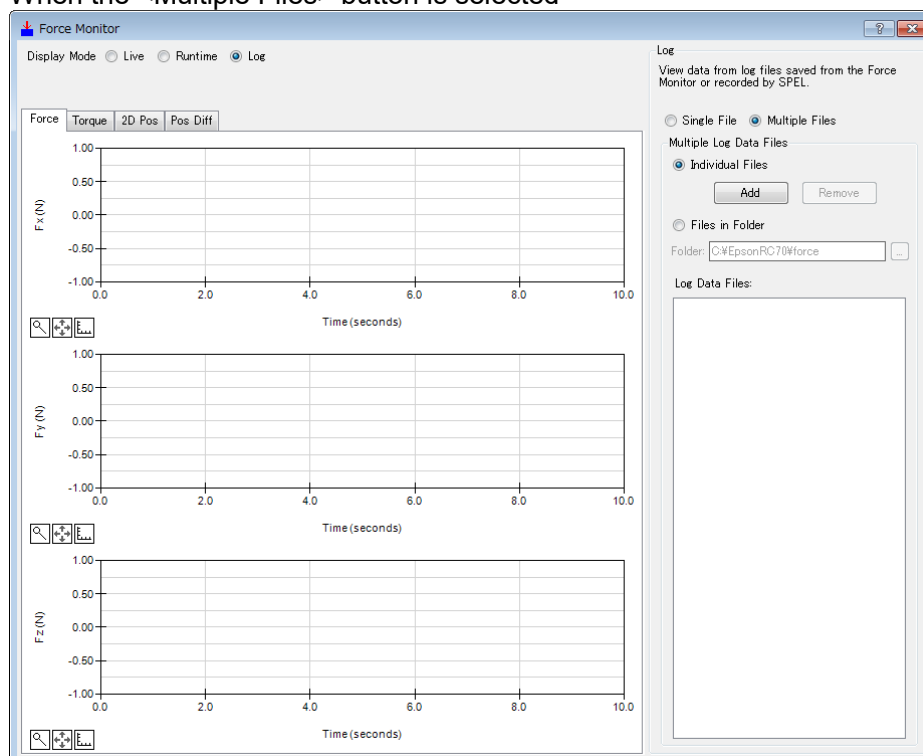 When the <Multiple Files> button is selected
Force Monitor
Display Mode Live Runtime Log
Force Torque 2D Pos Pos Diff
1.00
0.50
Fx (N)
0.00
-0.50
-1.00
0.0 2.0 4.0 6.0 8.0 10.0
Time (seconds)
1.00
0.50
Fy (N)
0.00
-0.50
-1.00
0.0 2.0 4.0 6.0 8.0 10.0
Time (seconds)
1.00
0.50
Fz (N)
0.00
-0.50
-1.00
0.0 2.0 4.0 6.0 8.0 10.0
Time (seconds)
Log
View data from log files saved from the Force
Monitor or recorded by SPEL.
Single File Multiple Files
Multiple Log Data Files
Individual Files
Add Remove
Files in Folder
Folder: C:¥EpsonRC70¥force ...
Log Data Files: